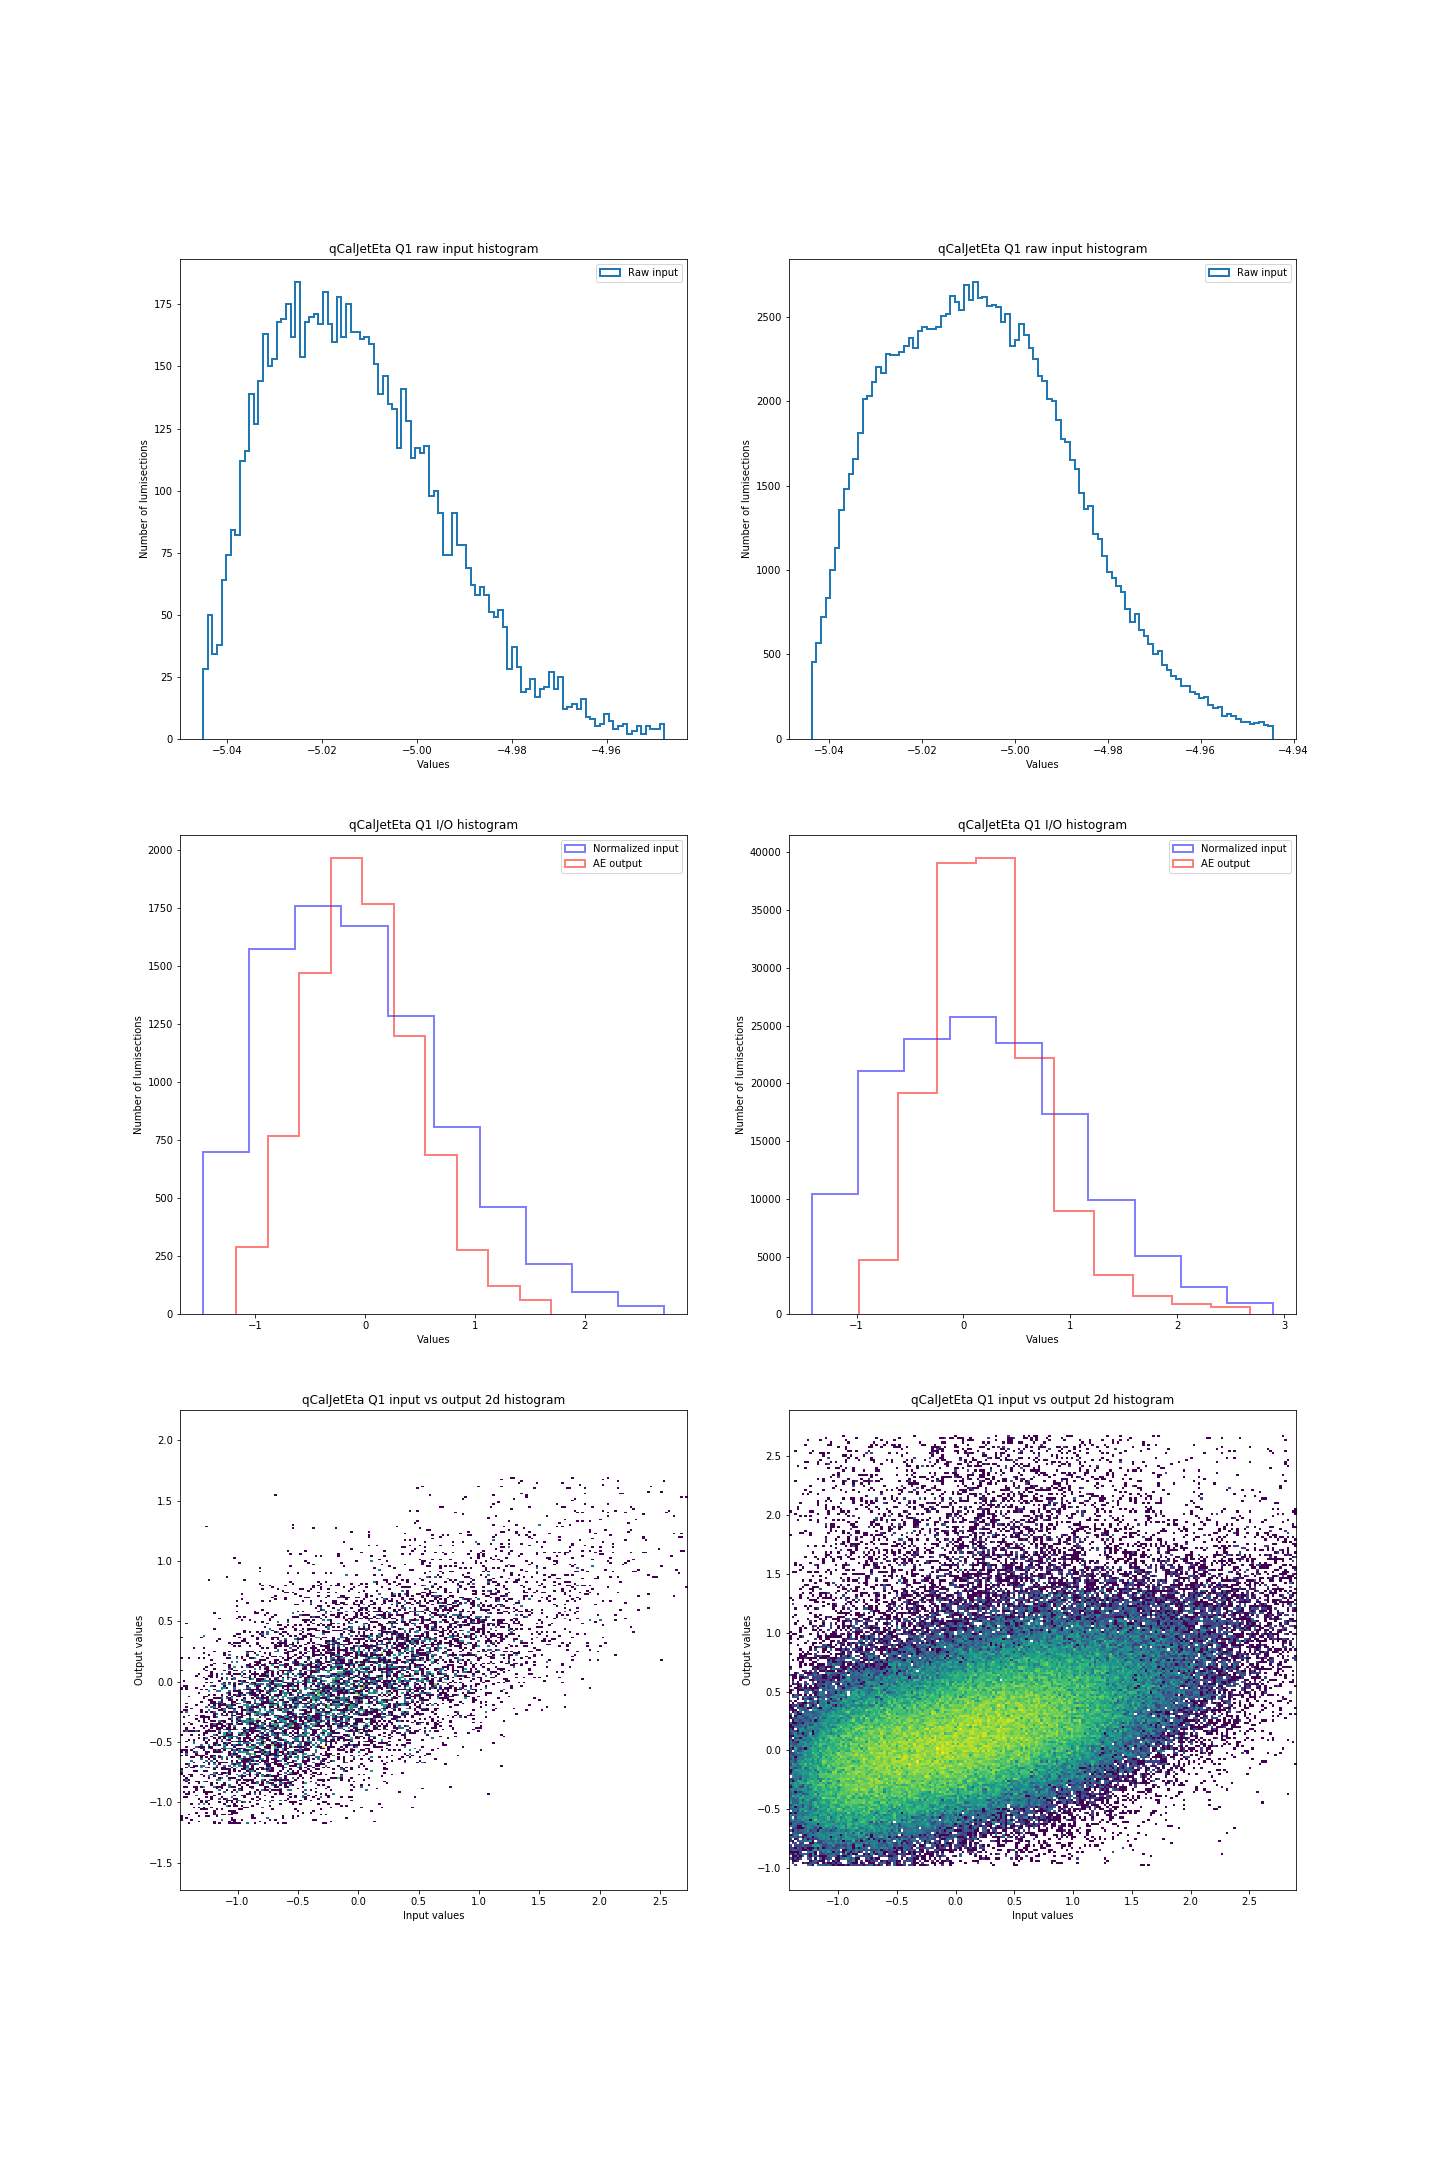 qCalJetEta Q1 raw input histogram
Raw input
Number of lumisections
175
150
125
100
75
50
25
0
−5.04 −5.02 −5.00 −4.98 −4.96
Values
qCalJetEta Q1 raw input histogram
Raw input
Number of lumisections
2500
2000
1500
1000
500
0
−5.04 −5.02 −5.00 −4.98 −4.96 −4.94
Values
qCalJetEta Q1 I/O histogram
Normalized input
AE output
Number of lumisections
2000
1750
1500
1250
1000
750
500
250
0
−1 0 1 2
Values
qCalJetEta Q1 I/O histogram
Normalized input
AE output
Number of lumisections
40000
35000
30000
25000
20000
15000
10000
5000
0
−1 0 1 2 3
Values
qCalJetEta Q1 input vs output 2d histogram
Output values
2.0
1.5
1.0
0.5
0.0
−0.5
−1.0
−1.5
−1.0 −0.5 0.0 0.5 1.0 1.5 2.0 2.5
Input values
qCalJetEta Q1 input vs output 2d histogram
Output values
2.5
2.0
1.5
1.0
0.5
0.0
−0.5
−1.0
−1.0 −0.5 0.0 0.5 1.0 1.5 2.0 2.5
Input values